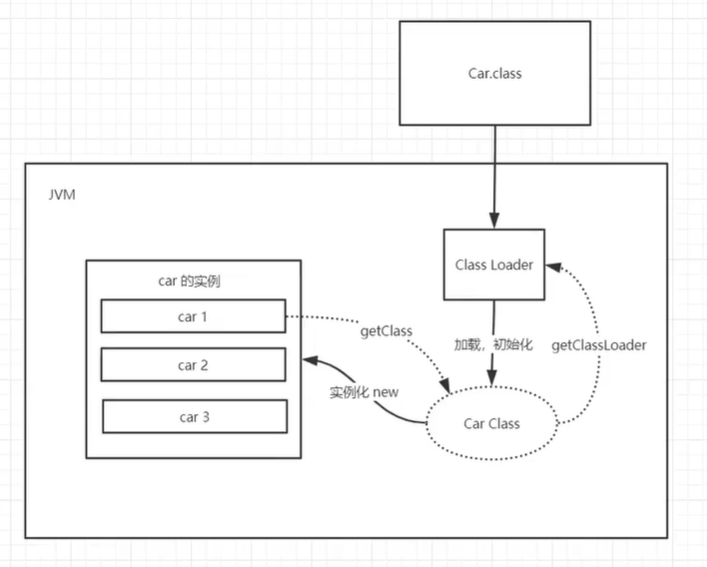 Car.class
JVM
Class Loader
car 的实例
car 1
getClass
加载，初始化
getClassLoader
car 2
实例化 new
car 3
Car Class